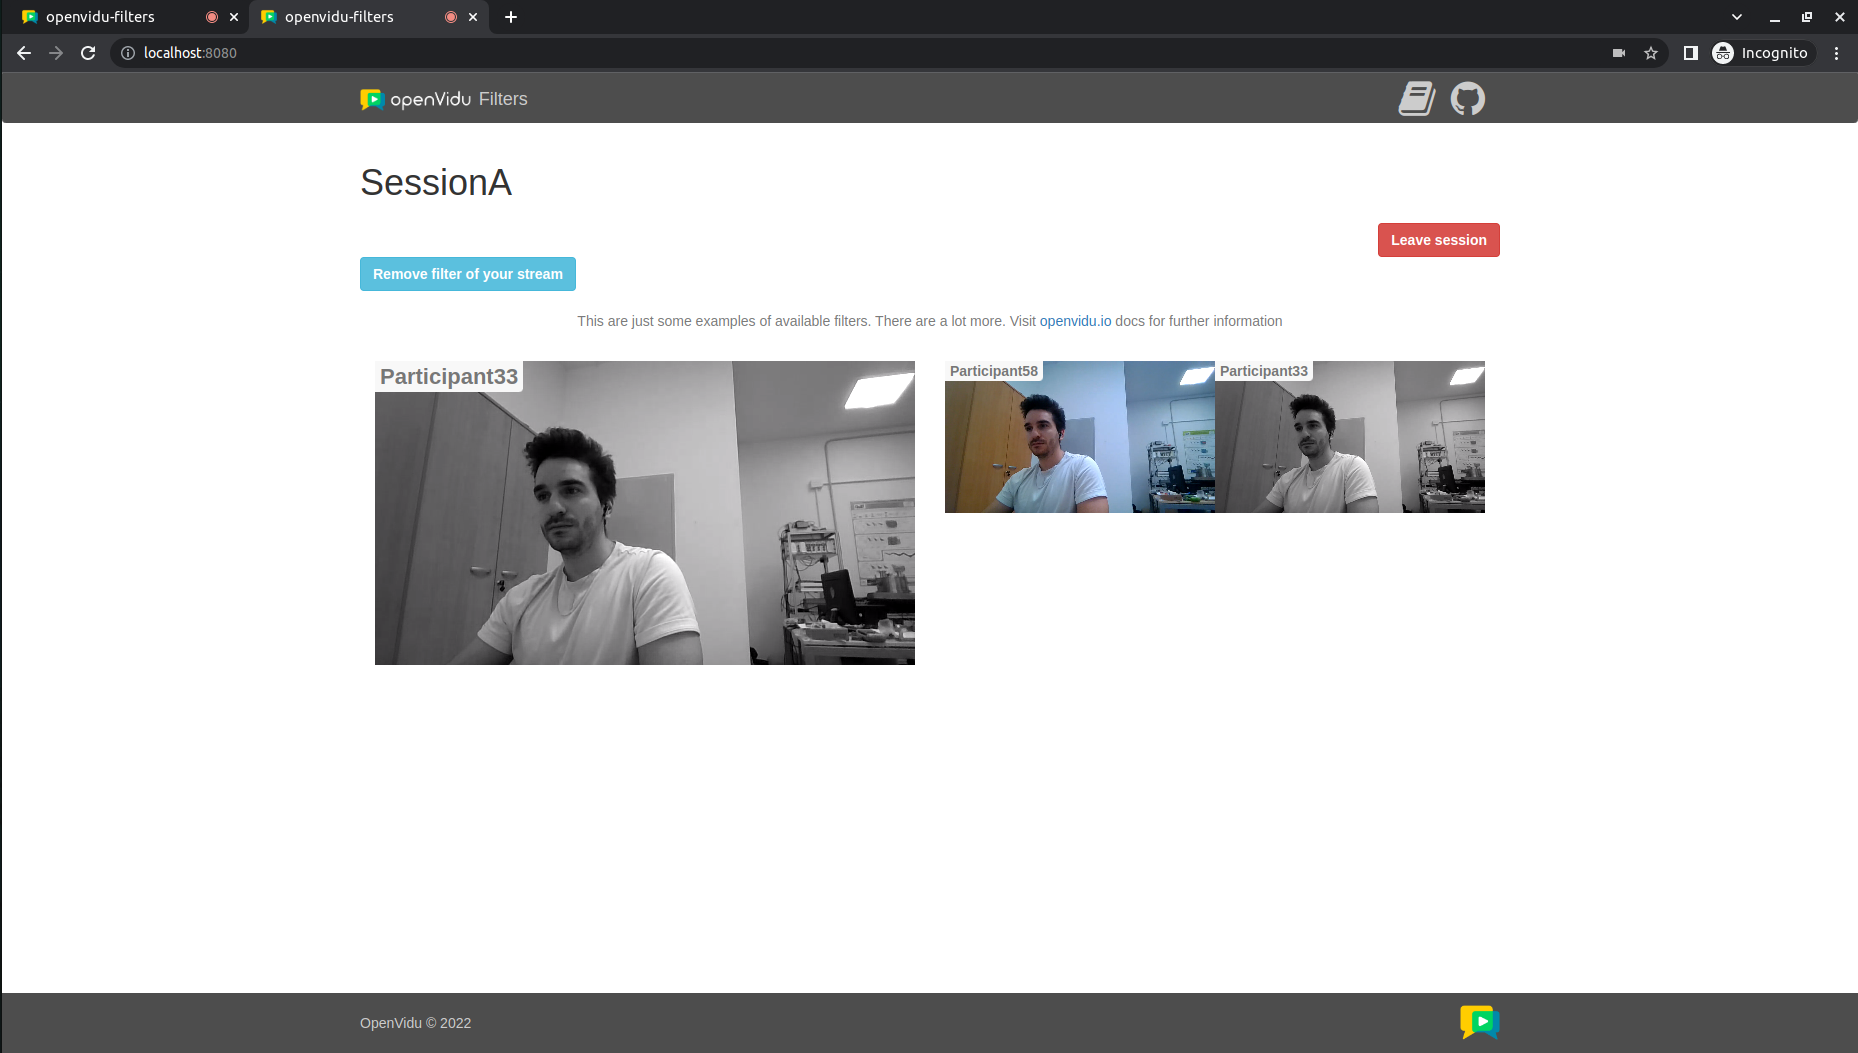 openvidu-filters
openvidu-filters
localhost:8080
Incognito
openVidu Filters
SessionA
Leave session
Remove filter of your stream
This are just some examples of available filters. There are a lot more. Visit openvidu.io docs for further information
Participant33
Participant58
Participant33
OpenVidu © 2022